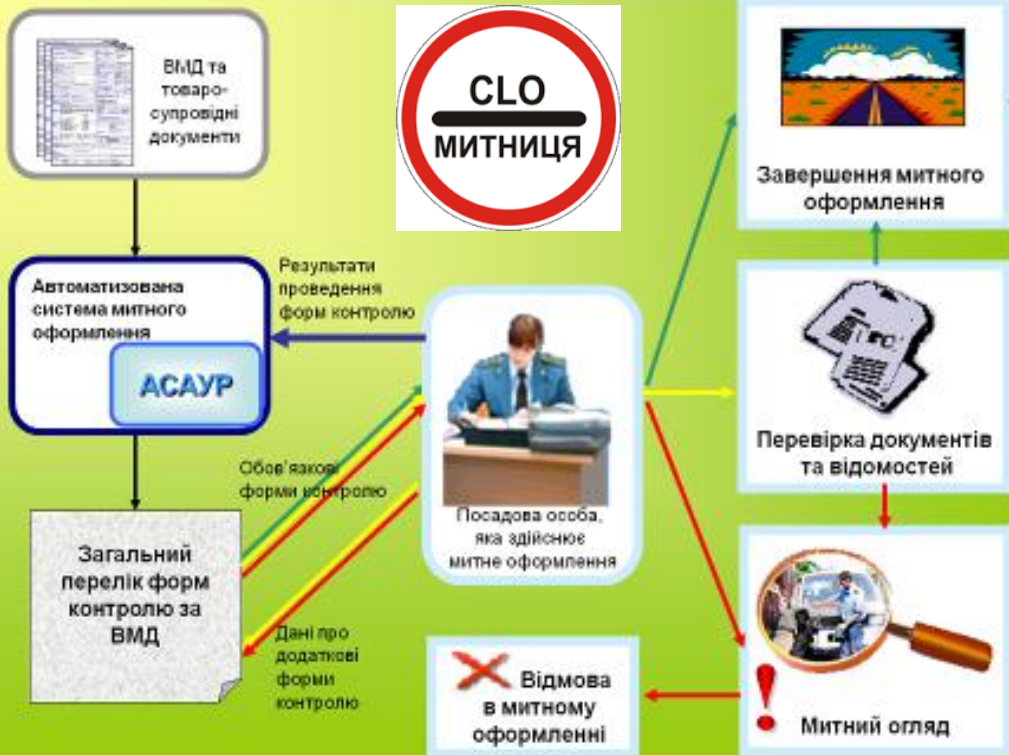 ВМД та
товаро-
супровідні
документи
CLO
МИТНИЦЯ
Завершення митного
оформлення
Автоматизована
система митного
оформлення
АСАУР
Результати
проведення
форм контролю
Перевірка документів
та відомостей
Обов'язкові
форми контролю
Посадова особа,
яка здійснює
митне оформлення
Загальний
перелік форм
контролю за
ВМД
Дані про
додаткові
форми
контролю
Відмова
в митному
оформленні
Митний огляд